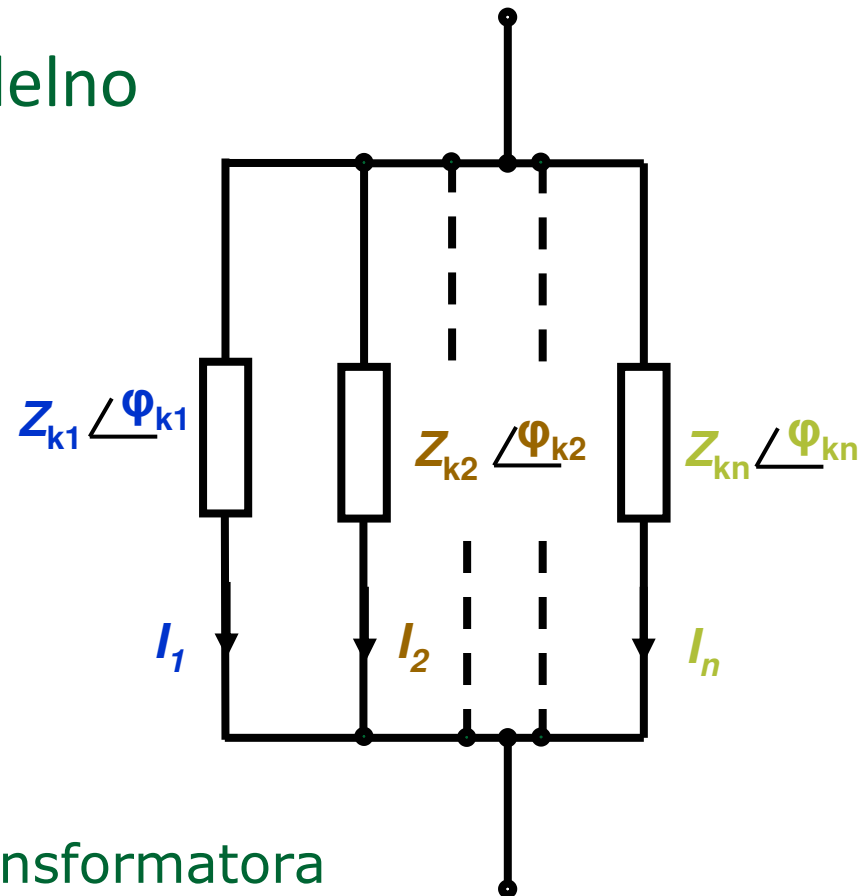 lelno
Zk1 ∠φk1
Zk2 ∠φk2
Zkn ∠φkn
I1
I2
In
nsformatora